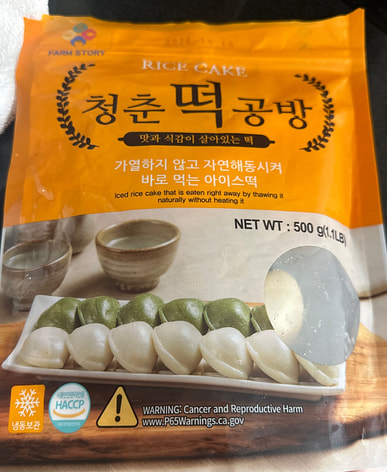 FARM STORY
RICE CAKE
청춘 떡 공방
맛과 식감이 살아있는 떡
가열하지 않고 자연해동시켜
바로 먹는 아이스떡
Iced rice cake that is eaten right away by thawing it
naturally without heating it
NET WT : 500 g(1.1LB)
냉동보관
HACCP
WARNING: Cancer and Reproductive Harm
www.P65Warnings.ca.gov